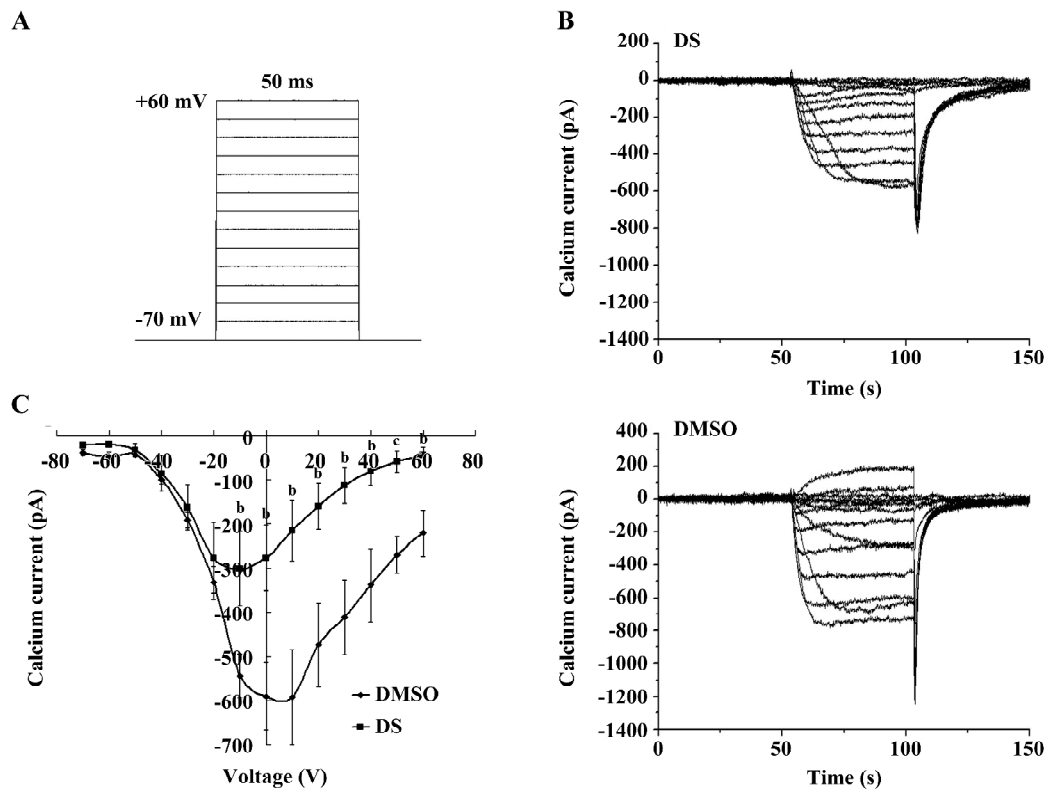 A
50 ms
+60 mV
-70 mV
B
DS
200
0
-200
-400
-600
-800
-1000
-1200
-1400
Calcium current (pA)
0
50
100
150
Time (s)
C
-80
-60
-40
-20
0
20
40
60
80
0
-100
-200
-300
-400
-500
-600
-700
b
b
b
b
b
b
c
b
DMSO
DS
Calcium current (pA)
Voltage (V)
DMSO
400
200
0
-200
-400
-600
-800
-1000
-1200
-1400
Calcium current (pA)
0
50
100
150
Time (s)